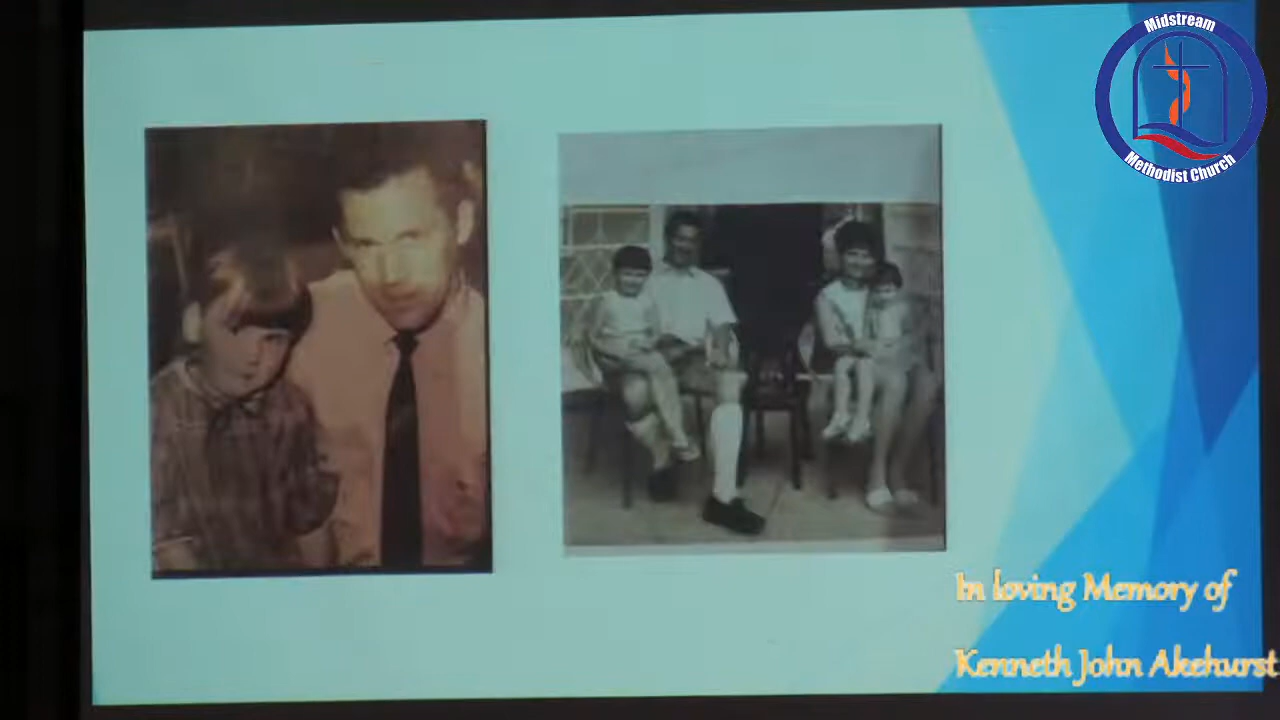 Midstream
Methodist Church
In loving Memory of
Kenneth John Akehurst